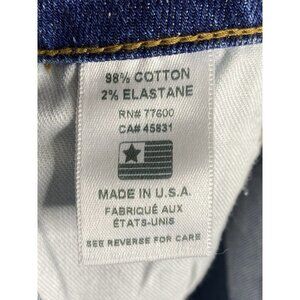 98% COTTON
2% ELASTANE
RN# 77600
CA# 45831
MADE IN U.S.A.
FABRIQUÉ AUX
ÉTATS-UNIS
SEE REVERSE FOR CARE